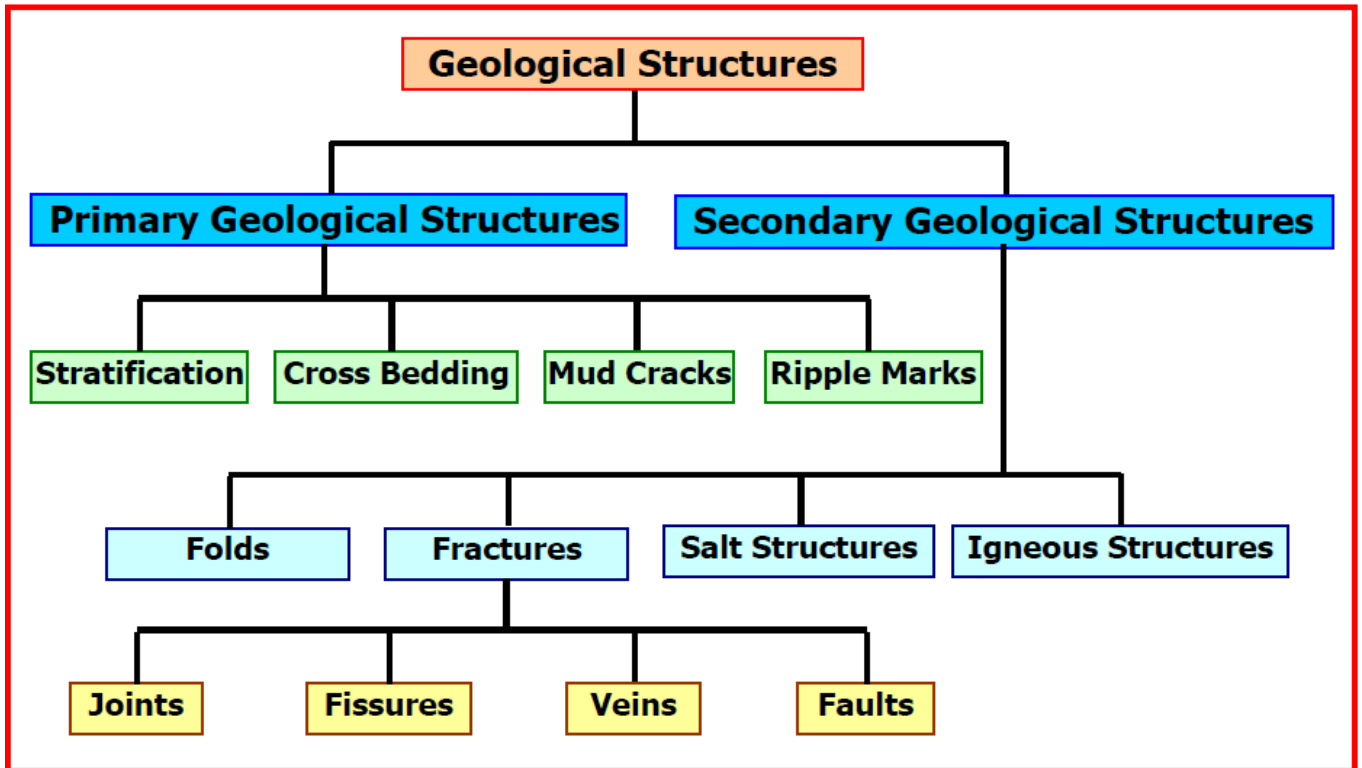 Geological Structures
Primary Geological Structures
Secondary Geological Structures
Stratification
Cross Bedding
Mud Cracks
Ripple Marks
Folds
Fractures
Salt Structures
Igneous Structures
Joints
Fissures
Veins
Faults